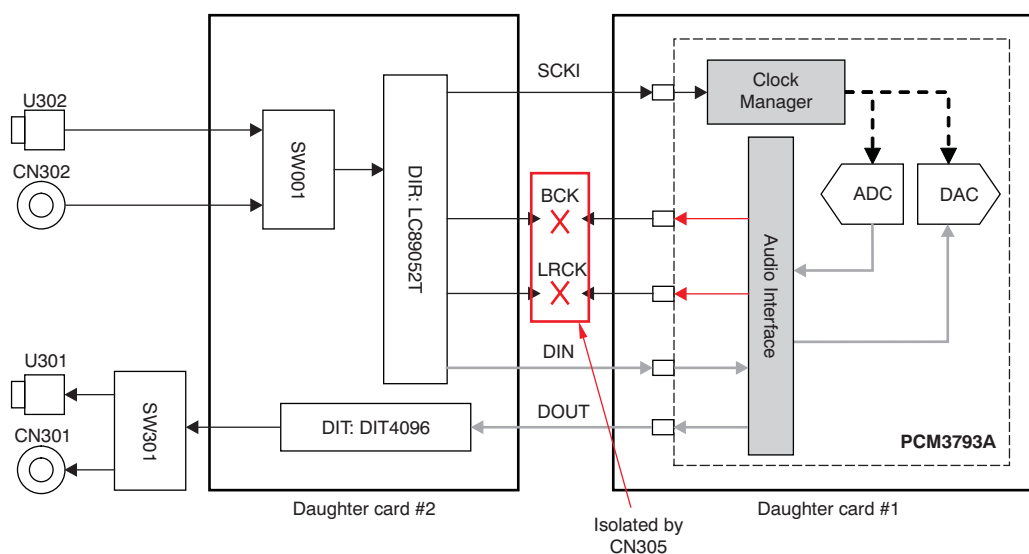 SCKI
Clock
Manager
U302
CN302
SW001
DIR: LC89052T
BCK
LRCK
ADC
DAC
Audio Interface
DIN
DOUT
U301
CN301
SW301
DIT: DIT4096
PCM3793A
Daughter card #2
Daughter card #1
Isolated by
CN305